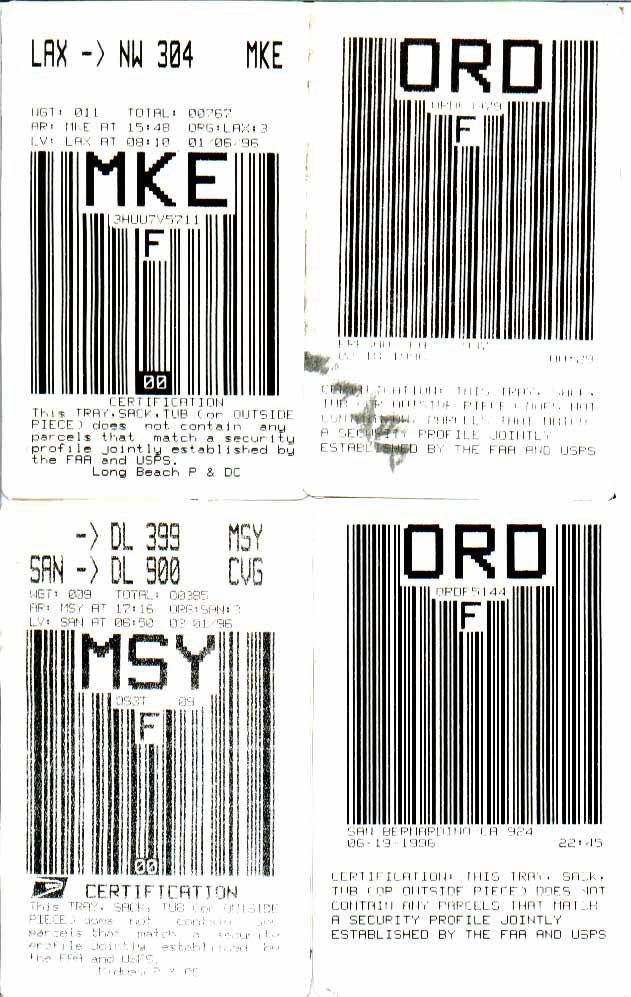 LAX -> NW 304 MKE
WGT: 011 TOTAL: 00767
AR: MKE AT 15:48 ORG:LAX:3
LV: LAX AT 08:10 01/06/96
MKE
3HUU7V5711
F
00
CERTIFICATION
This TRAY,SACK,TUB (or OUTSIDE
PIECE) does not contain any
parcels that match a security
profile jointly established by
the FAA and USPS.
Long Beach P & DC
ORD
F
1996 00:29
CERTIFICATION: THIS TRAY, SACK,
TUB (OR OUTSIDE PIECE) DOES NOT
CONTAIN ANY PARCELS THAT MATCH
A SECURITY PROFILE JOINTLY
ESTABLISHED BY THE FAA AND USPS
-> DL 399 MSY
SAN -> DL 900 CVG
WGT: 009 TOTAL: 00385
AR: MSY AT 17:16 ORG:SAN:3
LV: SAN AT 06:50 03/01/96
MSY
09
F
00
CERTIFICATION
This TRAY, SACK, TUB (or OUTSIDE
PIECE) does not contain any
parcels that match a security
profile jointly established by
the FAA and USPS.
P & DC
ORD
ORDF5144
F
SAN BERNARDINO CA 924
06-19-1996 22:45
CERTIFICATION: THIS TRAY, SACK,
TUB (OR OUTSIDE PIECE) DOES NOT
CONTAIN ANY PARCELS THAT MATCH
A SECURITY PROFILE JOINTLY
ESTABLISHED BY THE FAA AND USPS